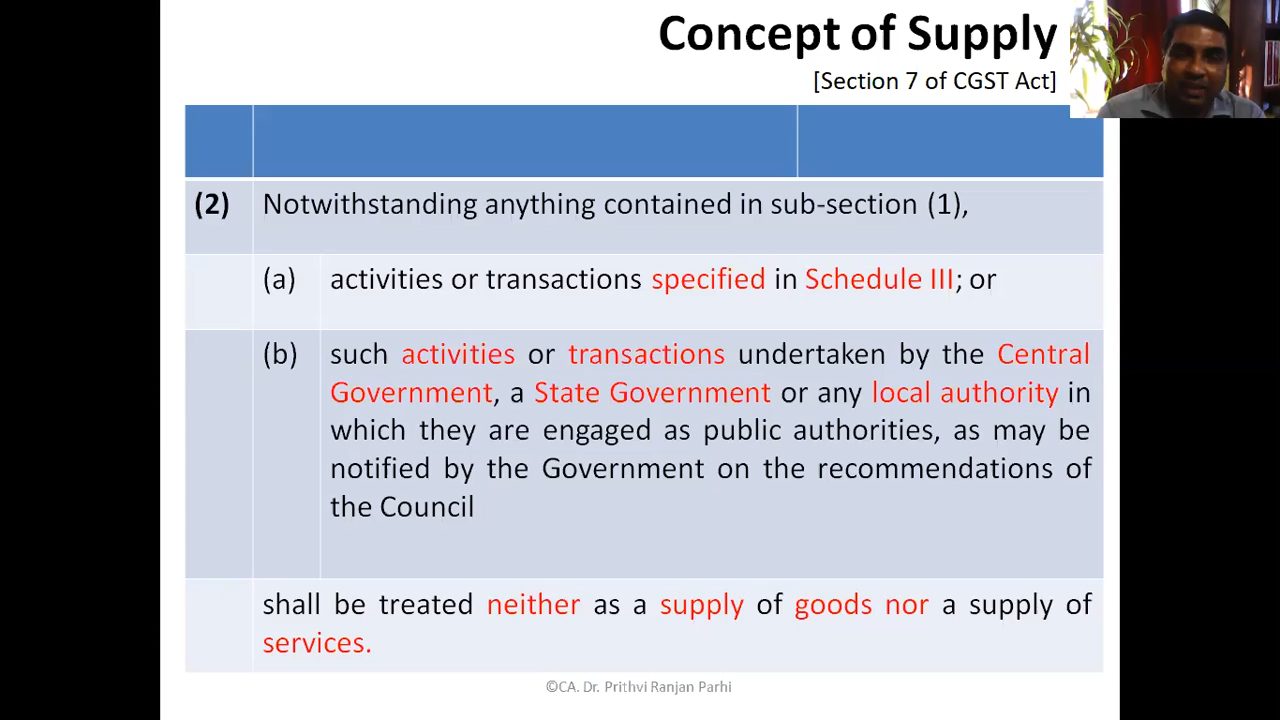 Concept of Supply
[Section 7 of CGST Act]
(2) Notwithstanding anything contained in sub-section (1),
(a) activities or transactions specified in Schedule III; or
(b) such activities or transactions undertaken by the Central
Government, a State Government or any local authority in
which they are engaged as public authorities, as may be
notified by the Government on the recommendations of
the Council
shall be treated neither as a supply of goods nor a supply of
services.
©CA. Dr. Prithvi Ranjan Parhi